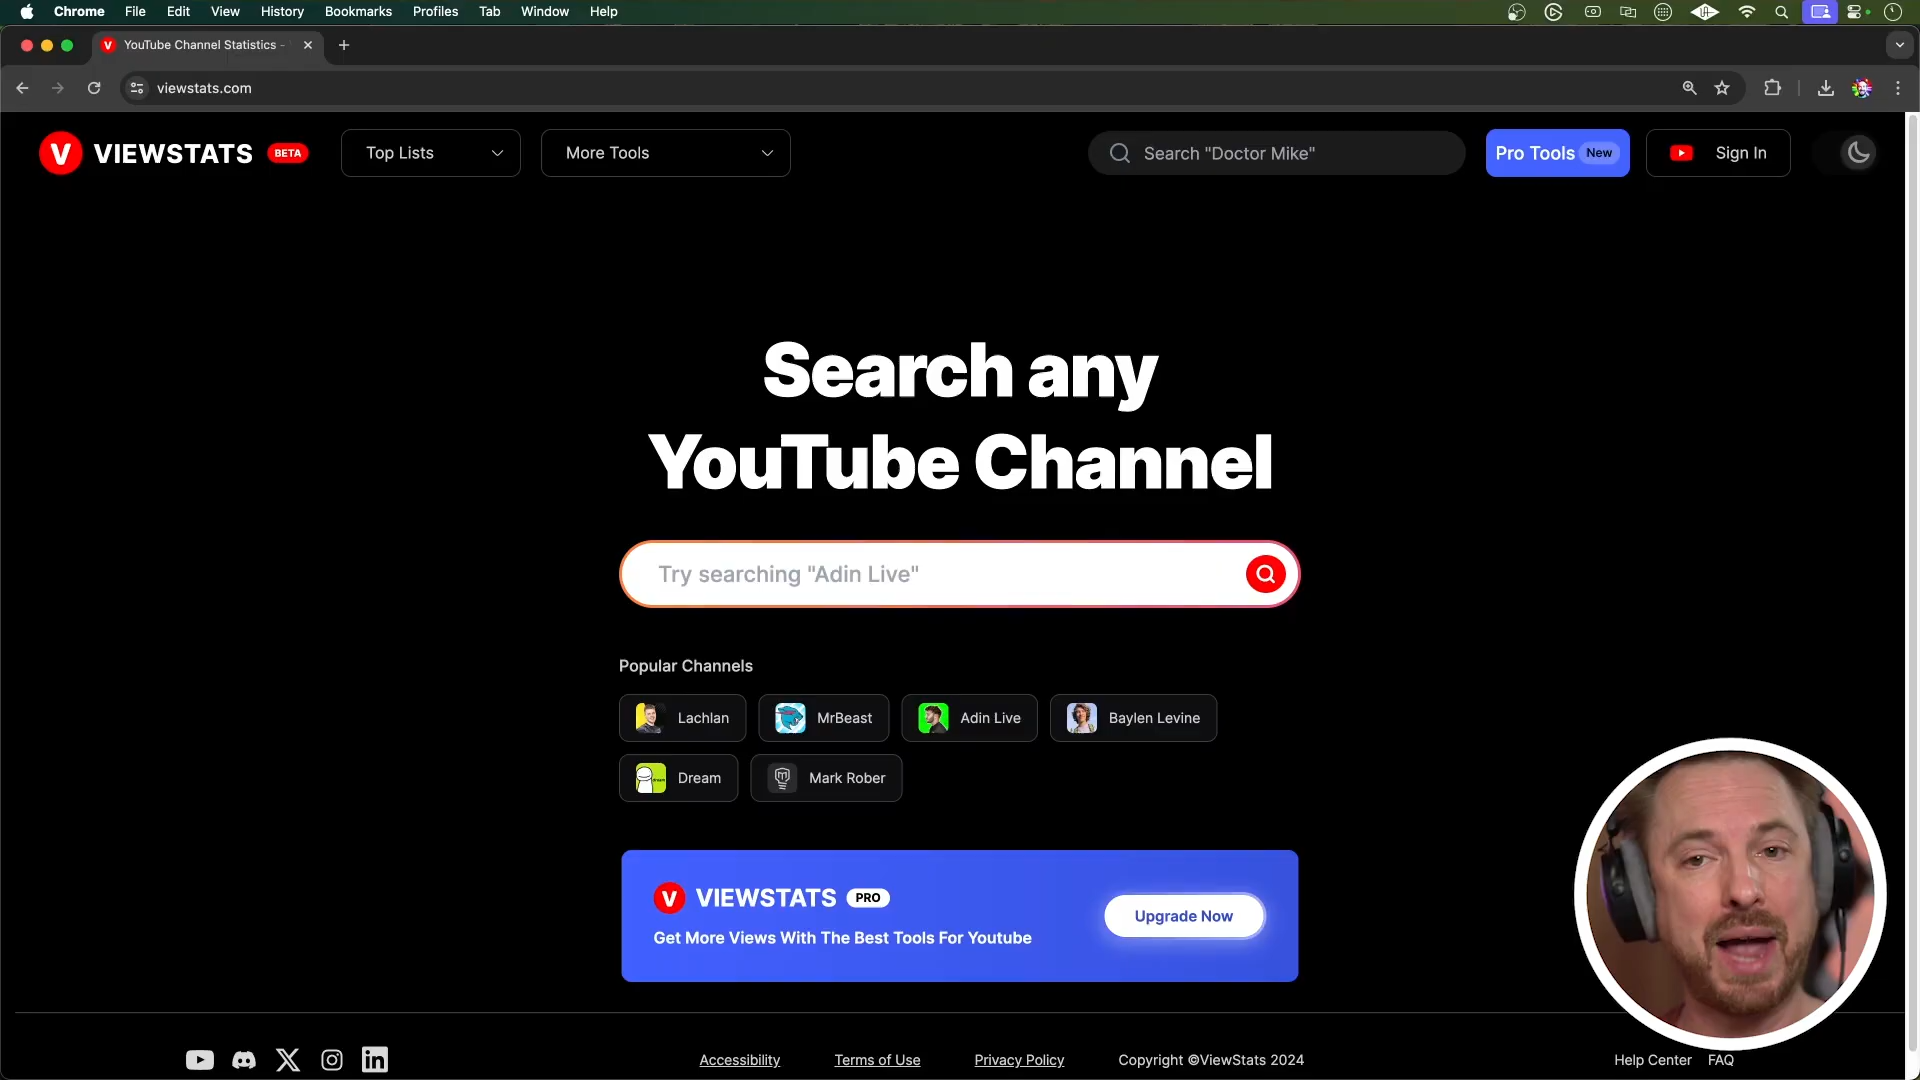 Chrome File Edit View History Bookmarks Profiles Tab Window Help
YouTube Channel Statistics -
viewstats.com
V VIEWSTATS BETA
Top Lists
More Tools
Search "Doctor Mike"
Pro Tools New
Sign In
Search any
YouTube Channel
Try searching "Adin Live"
Popular Channels
Lachlan
MrBeast
Adin Live
Baylen Levine
Dream
Mark Rober
V VIEWSTATS PRO
Get More Views With The Best Tools For Youtube
Upgrade Now
Accessibility
Terms of Use
Privacy Policy
Copyright ©ViewStats 2024
Help Center
FAQ